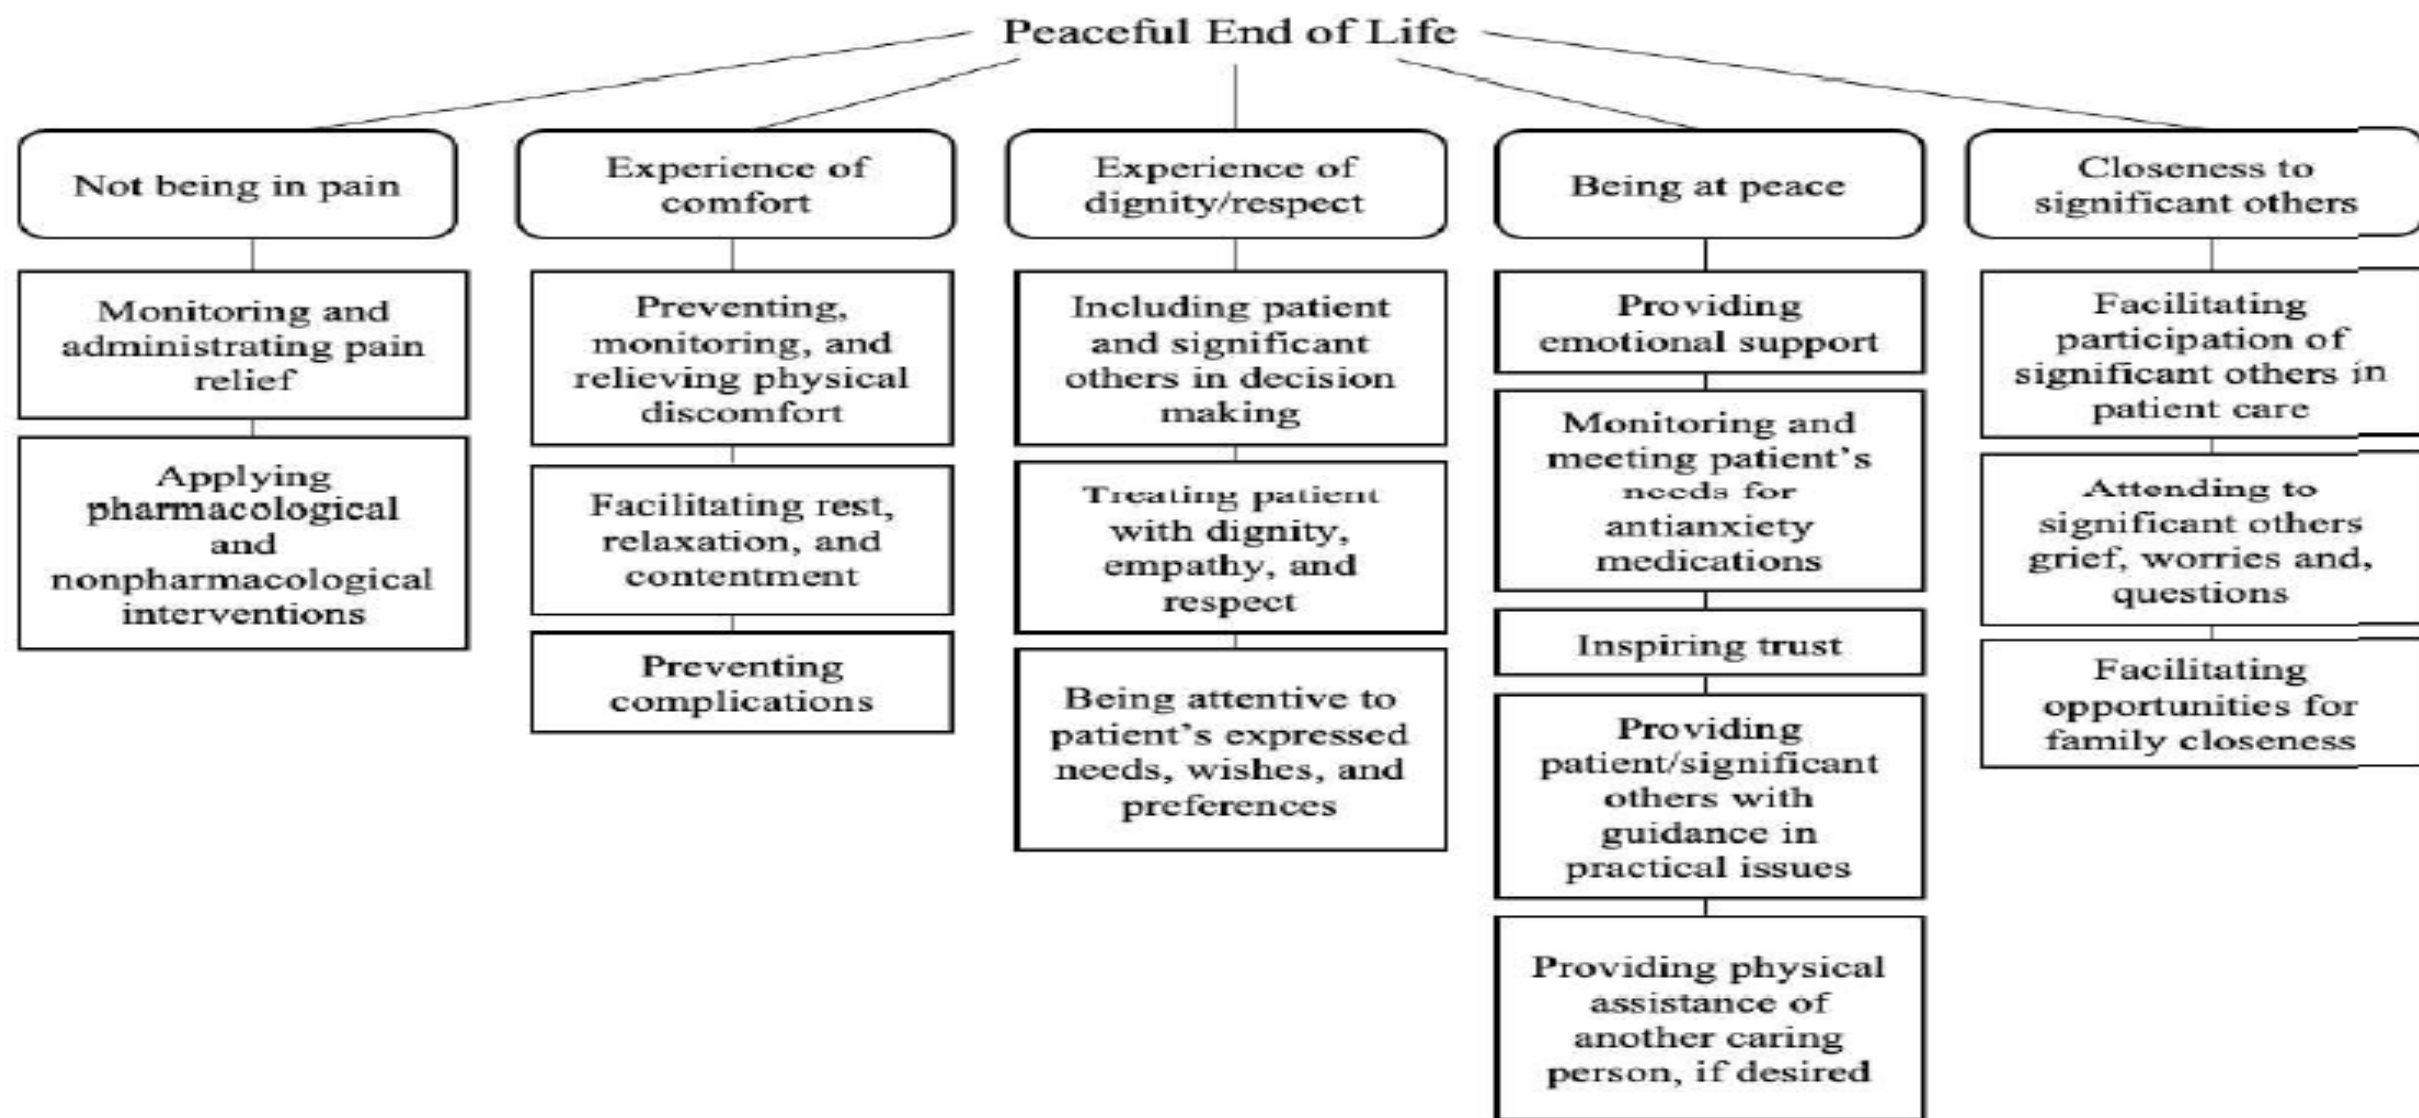 Peaceful End of Life
Not being in pain
Monitoring and
administrating pain
relief
Applying
pharmacological
and
nonpharmacological
interventions
Experience of
comfort
Preventing,
monitoring, and
relieving physical
discomfort
Facilitating rest,
relaxation, and
contentment
Preventing
complications
Experience of
dignity/respect
Including patient
and significant
others in decision
making
Treating patient
with dignity,
empathy, and
respect
Being attentive to
patient's expressed
needs, wishes, and
preferences
Being at peace
Providing
emotional support
Monitoring and
meeting patient's
needs for
antianxiety
medications
Inspiring trust
Providing
patient/significant
others with
guidance in
practical issues
Providing physical
assistance of
another caring
person, if desired
Closeness to
significant others
Facilitating
participation of
significant others in
patient care
Attending to
significant others
grief, worries and,
questions
Facilitating
opportunities for
family closeness